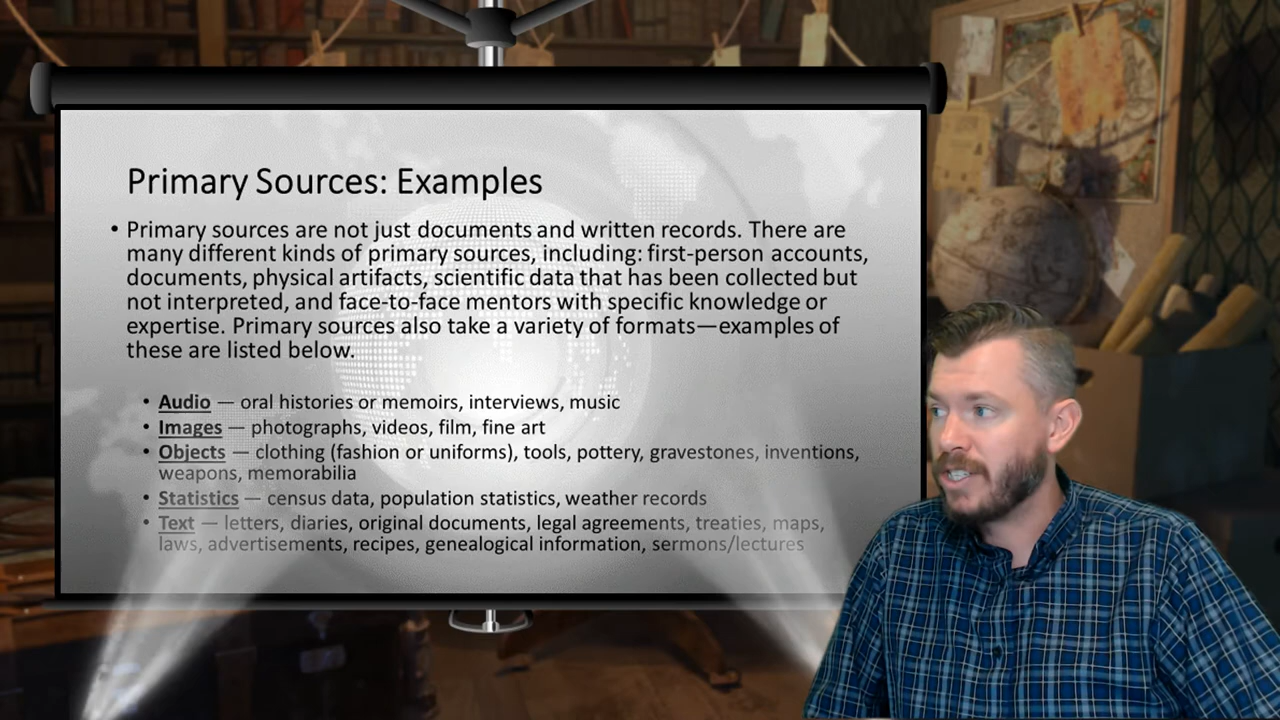 Primary Sources: Examples
• Primary sources are not just documents and written records. There are
many different kinds of primary sources, including: first-person accounts,
documents, physical artifacts, scientific data that has been collected but
not interpreted, and face-to-face mentors with specific knowledge or
expertise. Primary sources also take a variety of formats—examples of
these are listed below.
• Audio — oral histories or memoirs, interviews, music
• Images — photographs, videos, film, fine art
• Objects — clothing (fashion or uniforms), tools, pottery, gravestones, inventions,
weapons, memorabilia
• Statistics — census data, population statistics, weather records
• Text — letters, diaries, original documents, legal agreements, treaties, maps,
laws, advertisements, recipes, genealogical information, sermons/lectures